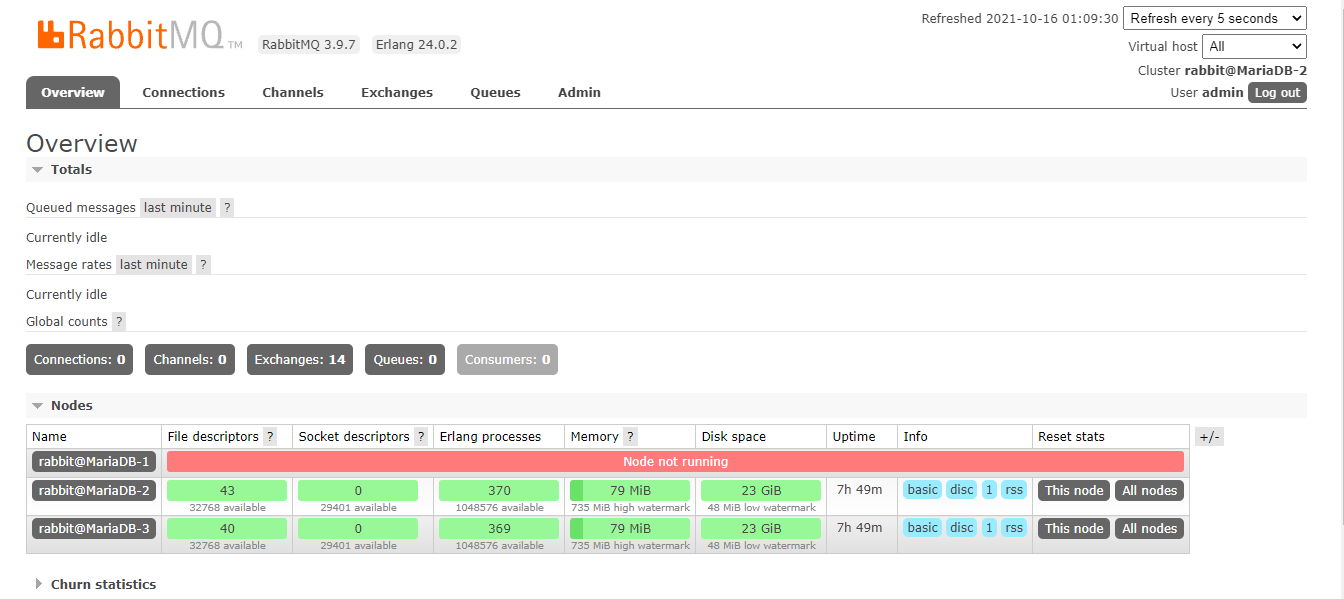 RabbitMQ TM RabbitMQ 3.9.7 Erlang 24.0.2
Refreshed 2021-10-16 01:09:30 Refresh every 5 seconds
Virtual host All
Cluster rabbit@MariaDB-2
User admin Log out
Overview Connections Channels Exchanges Queues Admin
Overview
Totals
Queued messages last minute ?
Currently idle
Message rates last minute ?
Currently idle
Global counts ?
Connections: 0 Channels: 0 Exchanges: 14 Queues: 0 Consumers: 0
Nodes
Name File descriptors ? Socket descriptors ? Erlang processes Memory ? Disk space Uptime Info Reset stats +/-
rabbit@MariaDB-1 Node not running
rabbit@MariaDB-2 43 0 370 79 MiB 23 GiB 7h 49m basic disc 1 rss This node All nodes
32768 available 29401 available 1048576 available 735 MiB high watermark 48 MiB low watermark
rabbit@MariaDB-3 40 0 369 79 MiB 23 GiB 7h 49m basic disc 1 rss This node All nodes
32768 available 29401 available 1048576 available 735 MiB high watermark 48 MiB low watermark
Churn statistics